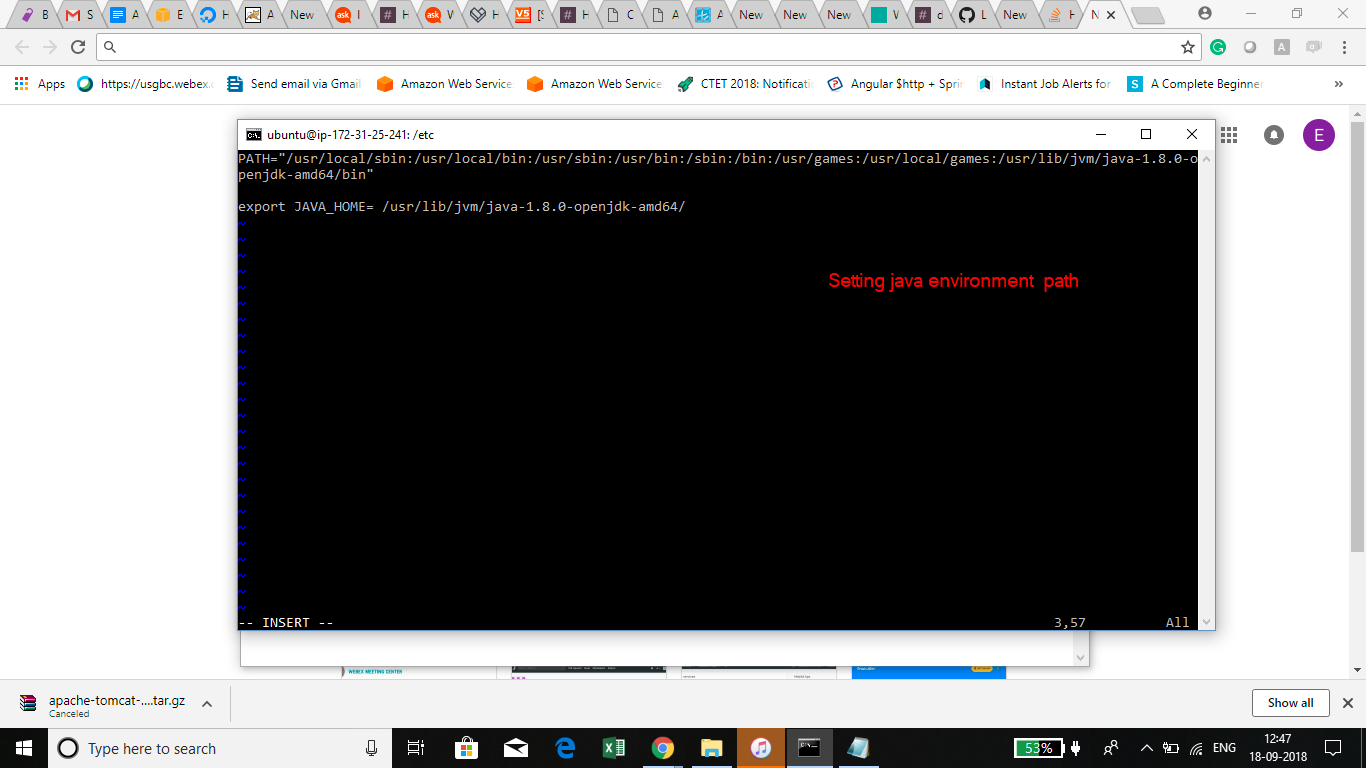 B
S
A
E
H
A
New
I
H
W
H
[S
H
C
A
A
New
New
New
W
d
L
New
H
N
Apps
https://usgbc.webex.c
Send email via Gmail
Amazon Web Service
Amazon Web Service
CTET 2018: Notificati
Angular $http + Sprin
Instant Job Alerts for
A Complete Beginner
»
E
ubuntu@ip-172-31-25-241: /etc
PATH="/usr/local/sbin:/usr/local/bin:/usr/sbin:/usr/bin:/sbin:/bin:/usr/games:/usr/local/games:/usr/lib/jvm/java-1.8.0-o
penjdk-amd64/bin"
export JAVA_HOME= /usr/lib/jvm/java-1.8.0-openjdk-amd64/
Setting java environment path
-- INSERT --
3,57
All
WEBEX MEETING CENTER
apache-tomcat-....tar.gz
Canceled
Show all
Type here to search
53%
ENG
12:47
18-09-2018